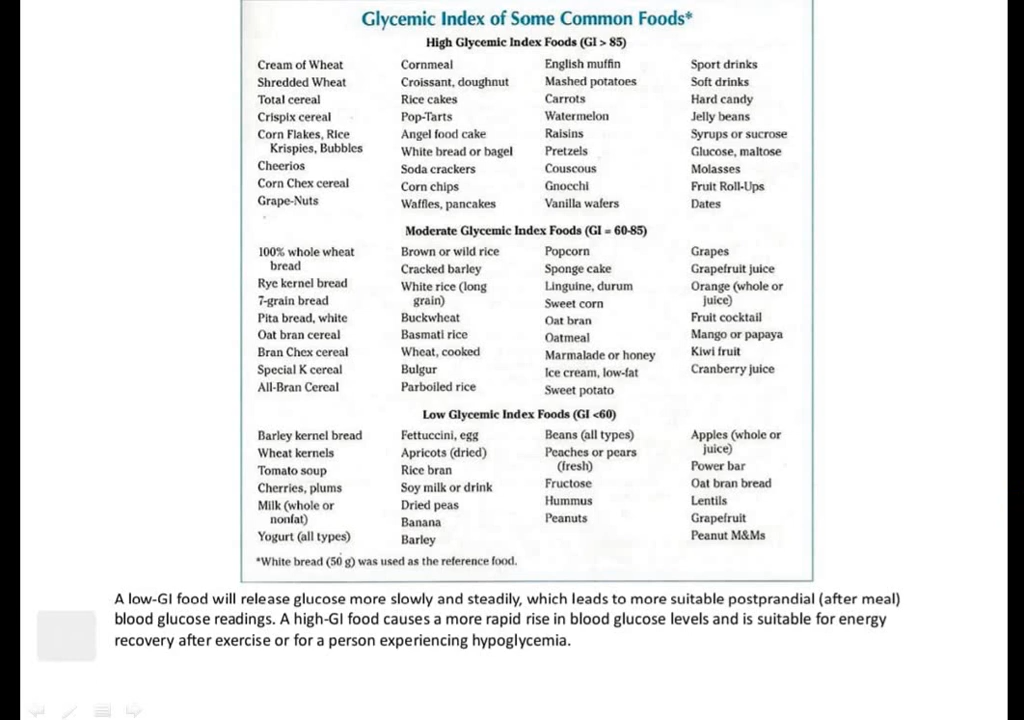 Glycemic Index of Some Common Foods*
High Glycemic Index Foods (GI > 85)
Cream of Wheat
Shredded Wheat
Total cereal
Crispix cereal
Corn Flakes, Rice
Krispies, Bubbles
Cheerios
Corn Chex cereal
Grape-Nuts
Cornmeal
Croissant, doughnut
Rice cakes
Pop-Tarts
Angel food cake
White bread or bagel
Soda crackers
Corn chips
Waffles, pancakes
English muffin
Mashed potatoes
Carrots
Watermelon
Raisins
Pretzels
Couscous
Gnocchi
Vanilla wafers
Sport drinks
Soft drinks
Hard candy
Jelly beans
Syrups or sucrose
Glucose, maltose
Molasses
Fruit Roll-Ups
Dates
Moderate Glycemic Index Foods (GI = 60-85)
100% whole wheat
bread
Rye kernel bread
7-grain bread
Pita bread, white
Oat bran cereal
Bran Chex cereal
Special K cereal
All-Bran Cereal
Brown or wild rice
Cracked barley
White rice (long
grain)
Buckwheat
Basmati rice
Wheat, cooked
Bulgur
Parboiled rice
Popcorn
Sponge cake
Linguine, durum
Sweet corn
Oat bran
Oatmeal
Marmalade or honey
Ice cream, low-fat
Sweet potato
Grapes
Grapefruit juice
Orange (whole or
juice)
Fruit cocktail
Mango or papaya
Kiwi fruit
Cranberry juice
Low Glycemic Index Foods (GI <60)
Barley kernel bread
Wheat kernels
Tomato soup
Cherries, plums
Milk (whole or
nonfat)
Yogurt (all types)
Fettuccini, egg
Apricots (dried)
Rice bran
Soy milk or drink
Dried peas
Banana
Barley
Beans (all types)
Peaches or pears
(fresh)
Fructose
Hummus
Peanuts
Apples (whole or
juice)
Power bar
Oat bran bread
Lentils
Grapefruit
Peanut M&Ms
*White bread (50 g) was used as the reference food.
A low-GI food will release glucose more slowly and steadily, which leads to more suitable postprandial (after meal)
blood glucose readings. A high-GI food causes a more rapid rise in blood glucose levels and is suitable for energy
recovery after exercise or for a person experiencing hypoglycemia.